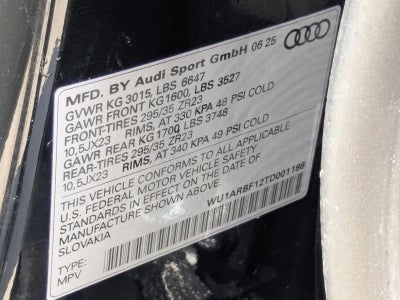 MFD. BY Audi Sport GmbH 06 25
GVWR KG 3015, LBS 6647
GAWR FRONT KG1600, LBS 3527
FRONT-TIRES 295/35 ZR23
10,5JX23 RIMS, AT 330 KPA 48 PSI COLD
GAWR REAR KG 1700, LBS 3748
REAR-TIRES 295/35 ZR23
10,5JX23 RIMS, AT 340 KPA 49 PSI COLD
THIS VEHICLE CONFORMS TO ALL APPLICABLE
U.S. FEDERAL MOTOR VEHICLE SAFETY
STANDARDS IN EFFECT ON THE DATE OF
MANUFACTURE SHOWN ABOVE.
SLOVAKIA
WU1ARBF12TD001186
TYPE:
MPV